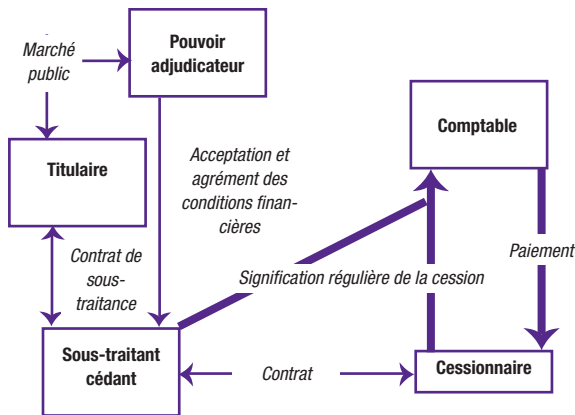 Marché
public
Pouvoir
adjudicateur
Comptable
Titulaire
Acceptation et
agrément des
conditions finan-
cières
Contrat de
sous-
traitance
Signification régulière de la cession
Paiement
Sous-traitant
cédant
Contrat
Cessionnaire